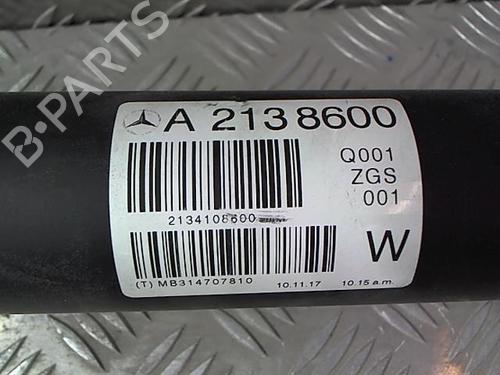 B-PARTS
A 213 8600
Q001
ZGS
001
2134108600
W
(T) MB314707810 10.11.17 10.15 a.m.